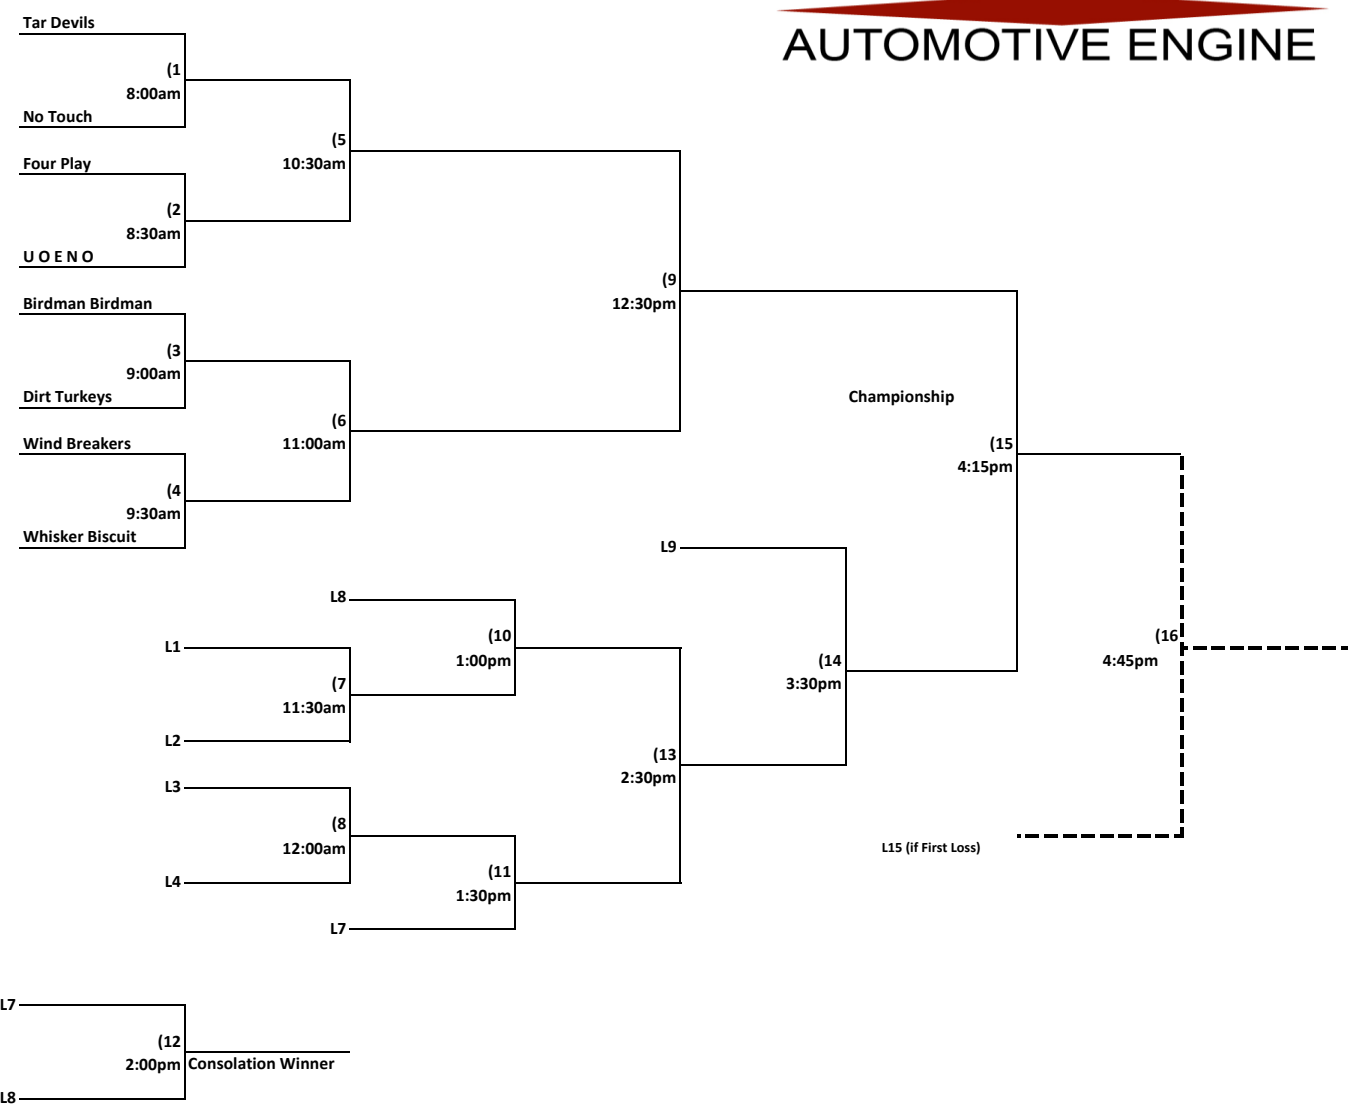 Tar Devils
AUTOMOTIVE ENGINE
(1
8:00am
No Touch
(5
10:30am
Four Play
(2
8:30am
U O E N O
(9
12:30pm
Birdman Birdman
(3
9:00am
Championship
Dirt Turkeys
(6
11:00am
Wind Breakers
(15
4:15pm
(4
9:30am
Whisker Biscuit
L9
L8
(10
1:00pm
(16
4:45pm
L1
(14
3:30pm
(7
11:30am
L2
(13
2:30pm
L3
(8
12:00am
L15 (if First Loss)
L4
(11
1:30pm
L7
L7
(12
2:00pm
Consolation Winner
L8